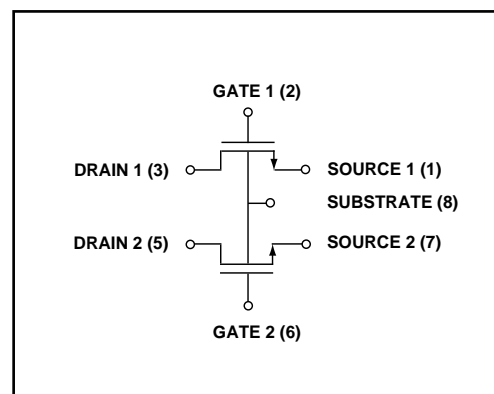 GATE 1 (2)
DRAIN 1 (3)
SOURCE 1 (1)
SUBSTRATE (8)
DRAIN 2 (5)
SOURCE 2 (7)
GATE 2 (6)